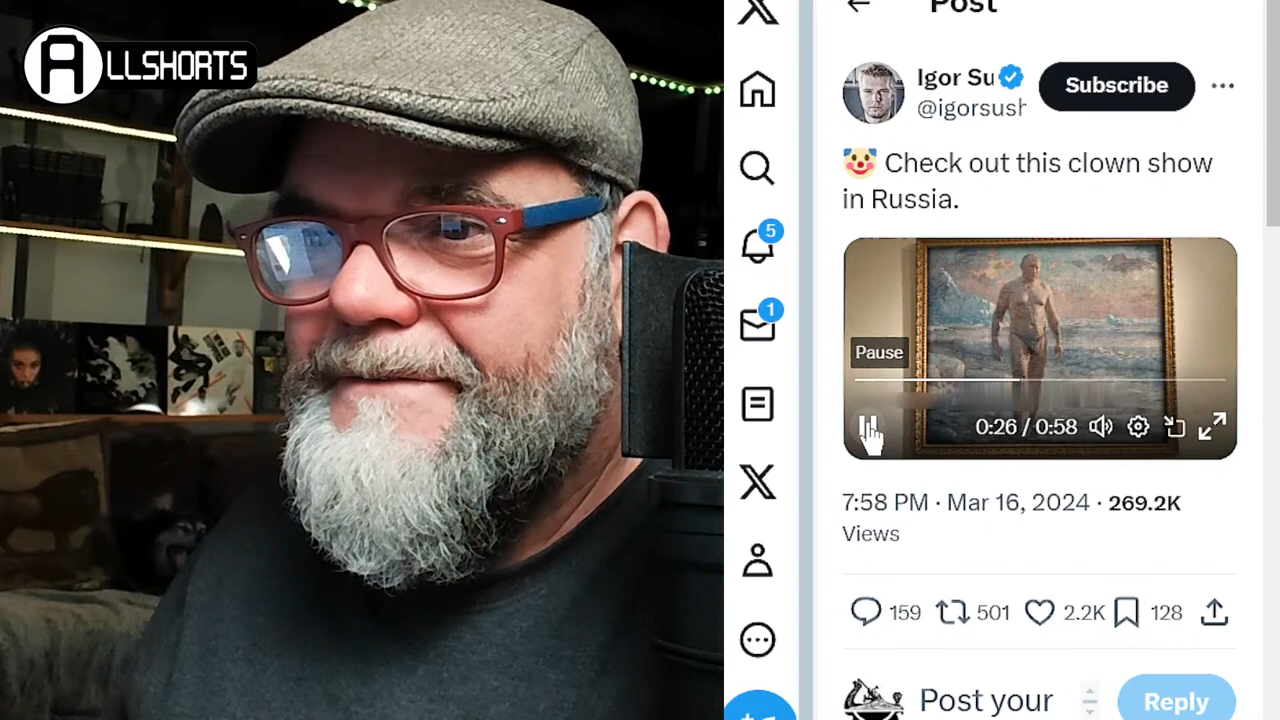 ALLSHORTS
Post
Igor Su
@igorsush
Subscribe
🤡 Check out this clown show
in Russia.
Pause
0:26 / 0:58
7:58 PM · Mar 16, 2024 · 269.2K
Views
159
501
2.2K
128
5
1
Post your
Reply